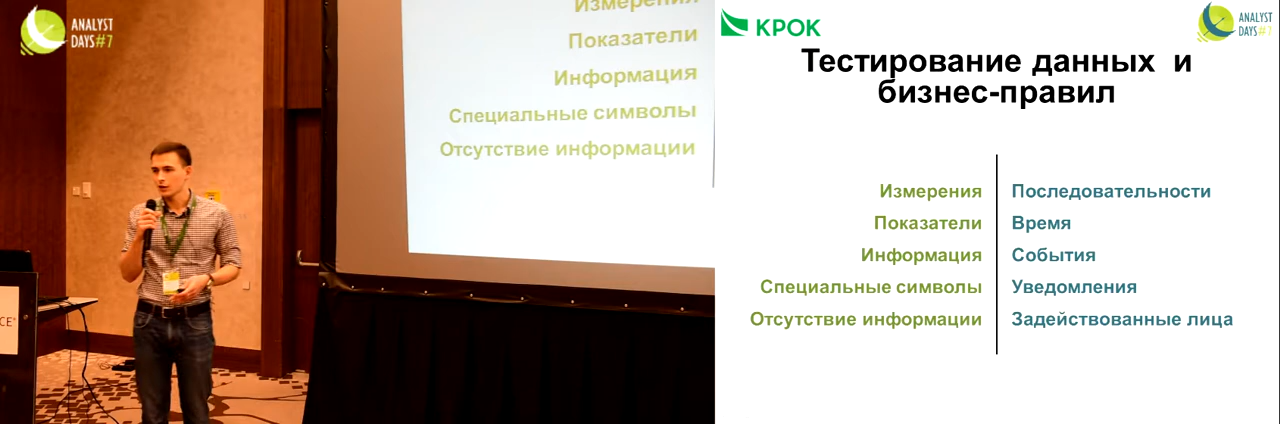 ANALYST
DAYS#7
Измерения
Показатели
Информация
Специальные символы
Отсутствие информации
CE
КРОК
ANALYST
DAYS#7
Тестирование данных и
бизнес-правил
Измерения
Последовательности
Показатели
Время
Информация
События
Специальные символы
Уведомления
Отсутствие информации
Задействованные лица